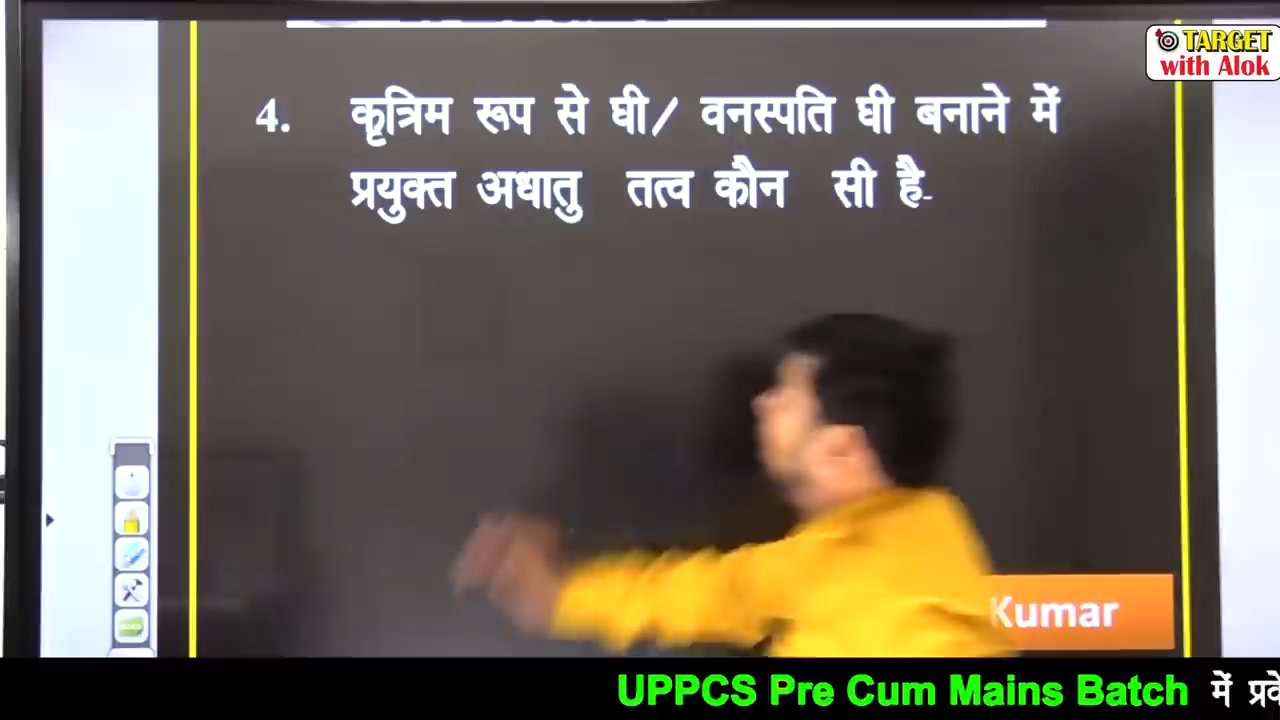 TARGET
with Alok
4. कृत्रिम रूप से घी/ वनस्पति घी बनाने में
प्रयुक्त अधातु तत्व कौन सी है-
Kumar
UPPCS Pre Cum Mains Batch में